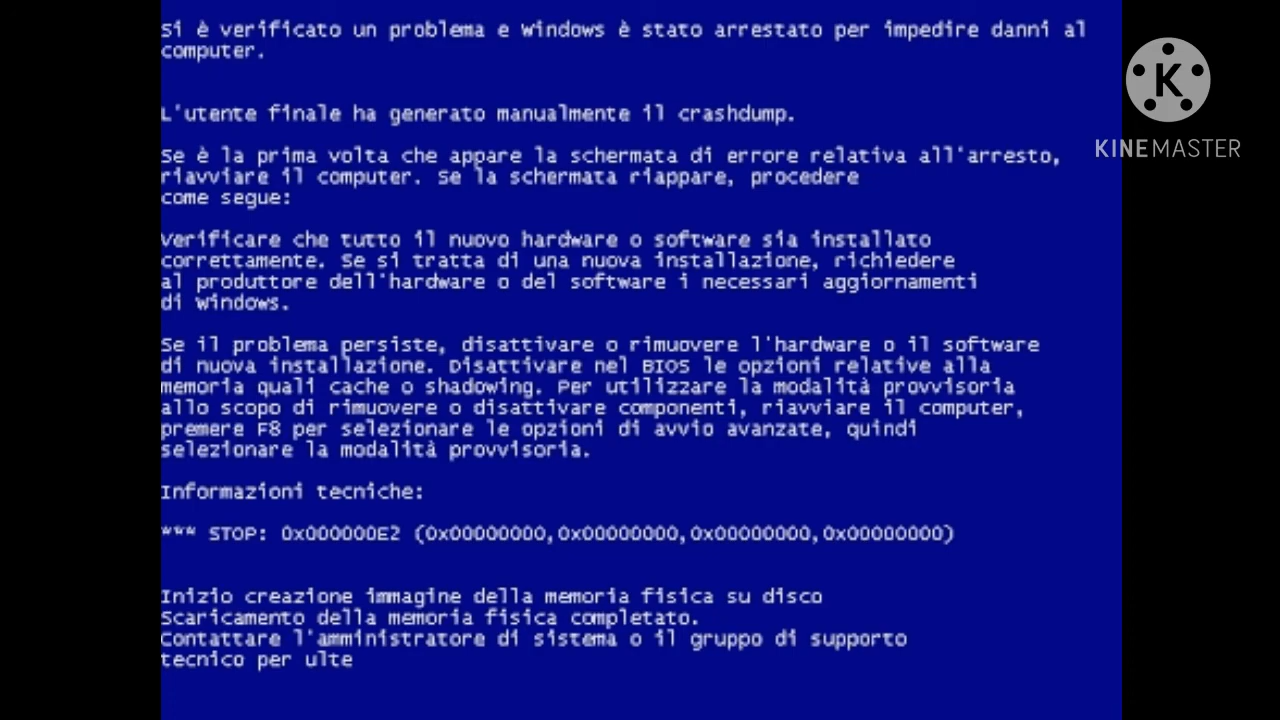 Si è verificato un problema e Windows è stato arrestato per impedire danni al
computer.
L'utente finale ha generato manualmente il crashdump.
Se è la prima volta che appare la schermata di errore relativa all'arresto,
riavviare il computer. Se la schermata riappare, procedere
come segue:
Verificare che tutto il nuovo hardware o software sia installato
correttamente. Se si tratta di una nuova installazione, richiedere
al produttore dell'hardware o del software i necessari aggiornamenti
di Windows.
Se il problema persiste, disattivare o rimuovere l'hardware o il software
di nuova installazione. Disattivare nel BIOS le opzioni relative alla
memoria quali cache o shadowing. Per utilizzare la modalità provvisoria
allo scopo di rimuovere o disattivare componenti, riavviare il computer,
premere F8 per selezionare le opzioni di avvio avanzate, quindi
selezionare la modalità provvisoria.
Informazioni tecniche:
*** STOP: 0x000000E2 (0x00000000,0x00000000,0x00000000,0x00000000)
Inizio creazione immagine della memoria fisica su disco
Scaricamento della memoria fisica completato.
Contattare l'amministratore di sistema o il gruppo di supporto
tecnico per ulte
K
KINEMASTER